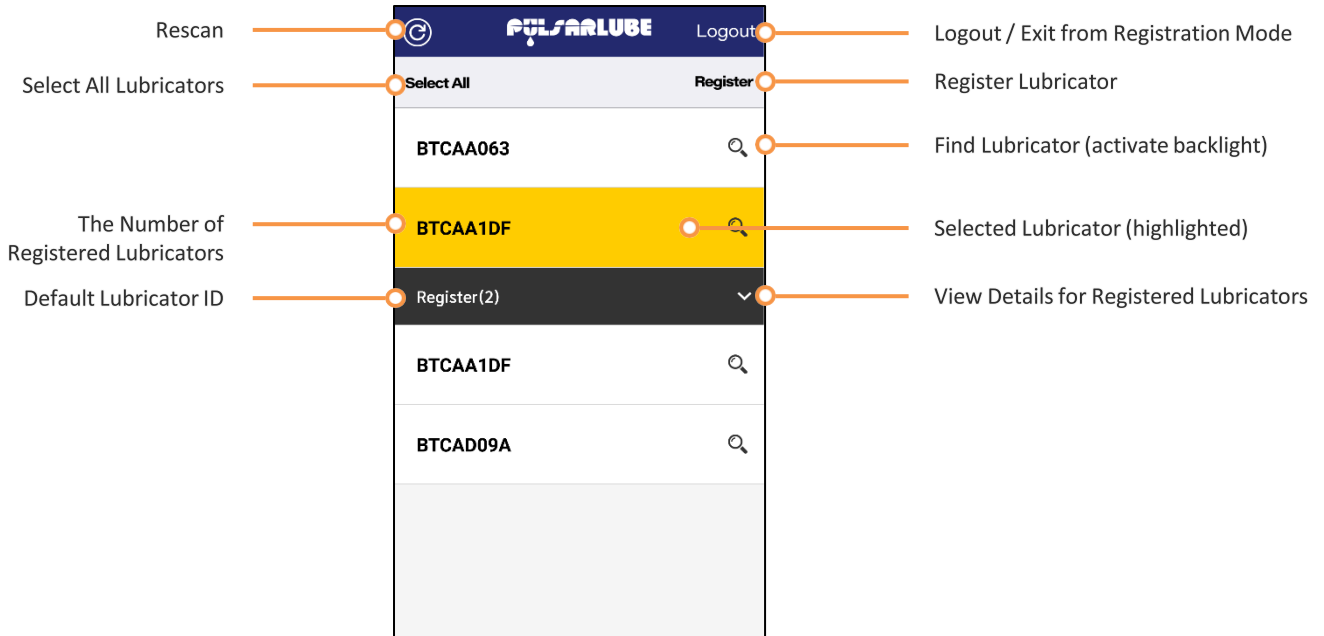 Rescan
PULSARLUBE
Logout
Logout / Exit from Registration Mode
Select All Lubricators
Select All
Register
Register Lubricator
BTCAA063
Find Lubricator (activate backlight)
The Number of
Registered Lubricators
BTCAA1DF
Selected Lubricator (highlighted)
Default Lubricator ID
Register(2)
View Details for Registered Lubricators
BTCAA1DF
BTCAD09A